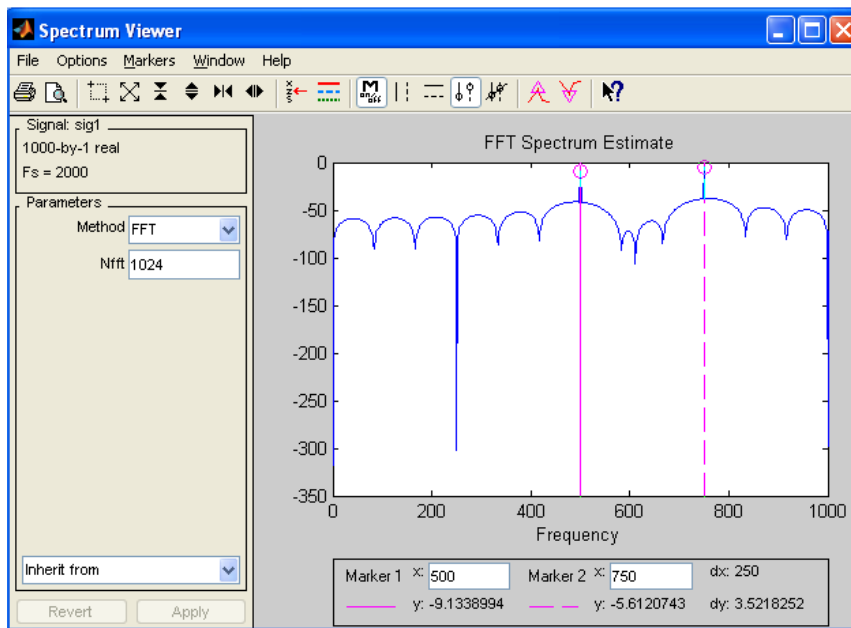 Spectrum Viewer
File Options Markers Window Help
M
on/off
Signal: sig1
1000-by-1 real
Fs = 2000
Parameters
Method FFT
Nfft 1024
Inherit from
Revert Apply
FFT Spectrum Estimate
0
-50
-100
-150
-200
-250
-300
-350
0 200 400 600 800 1000
Frequency
Marker 1 x: 500 Marker 2 x: 750 dx: 250
y: -9.1338994 y: -5.6120743 dy: 3.5218252